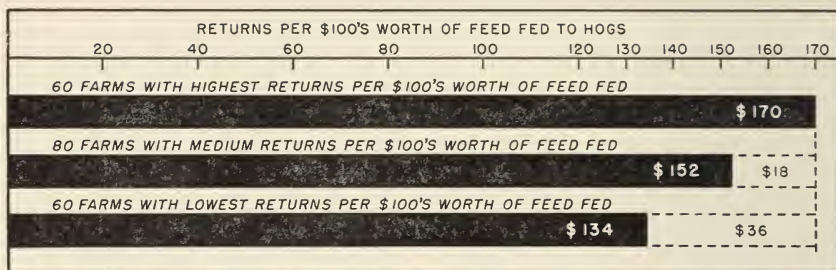 RETURNS PER $100'S WORTH OF FEED FED TO HOGS
20 40 60 80 100 120 130 140 150 160 170
60 FARMS WITH HIGHEST RETURNS PER $100'S WORTH OF FEED FED
$170
80 FARMS WITH MEDIUM RETURNS PER $100'S WORTH OF FEED FED
$152 $18
60 FARMS WITH LOWEST RETURNS PER $100'S WORTH OF FEED FED
$134 $36